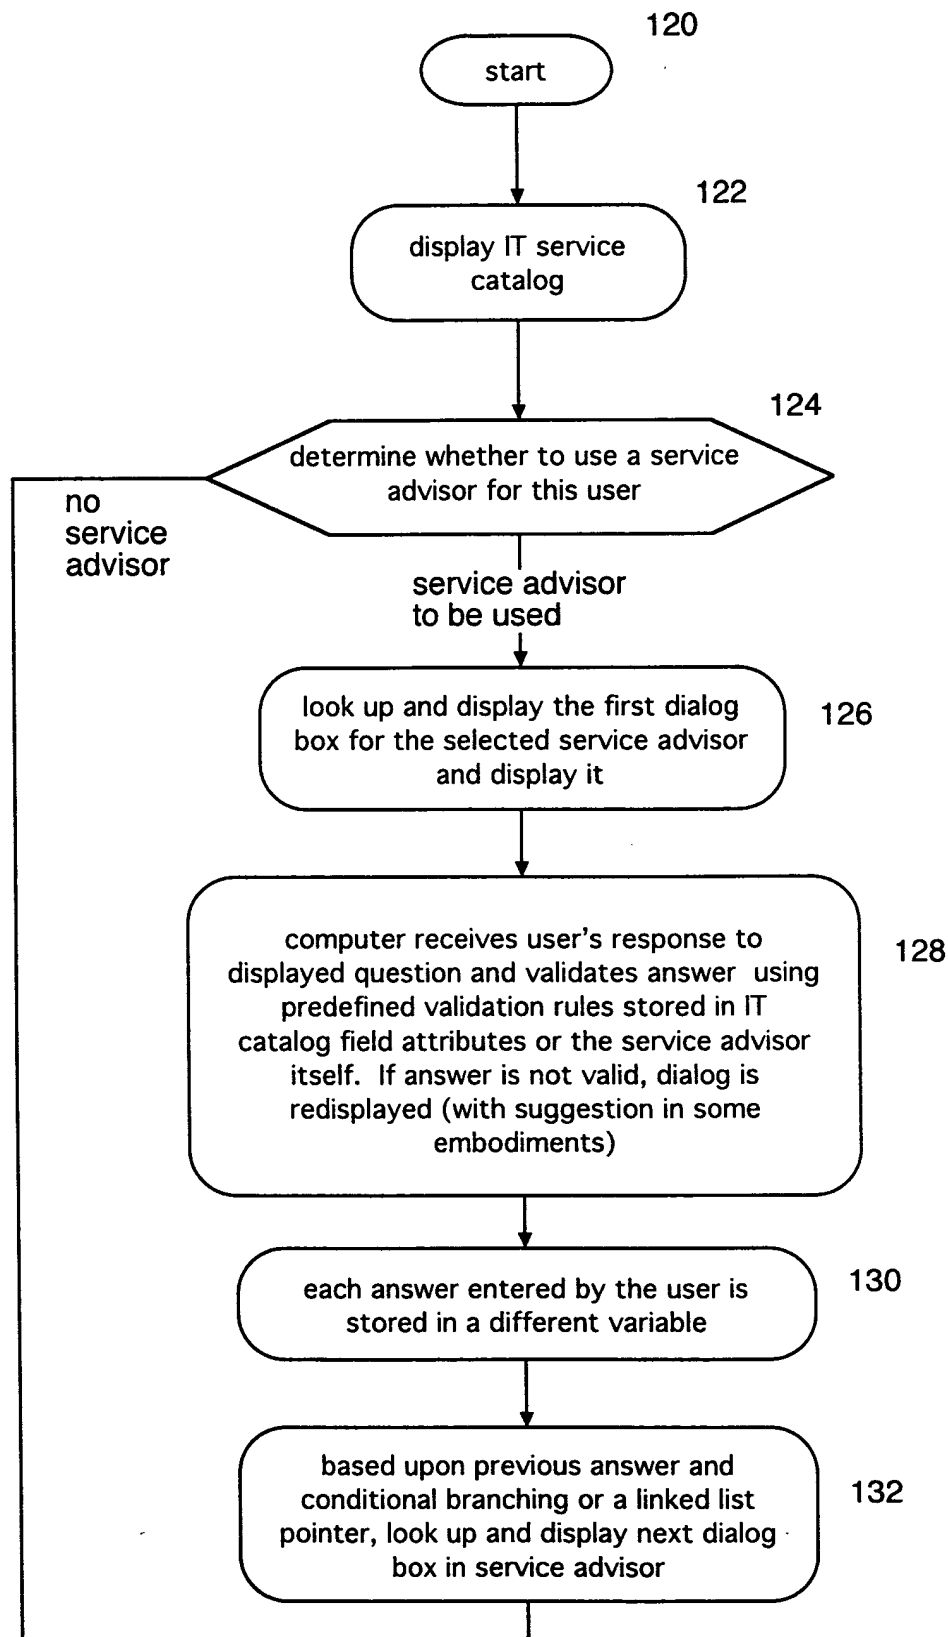 120
start
122
display IT service
catalog
124
determine whether to use a service
advisor for this user
no
service
advisor
service advisor
to be used
look up and display the first dialog
box for the selected service advisor
and display it
126
computer receives user's response to
displayed question and validates answer using
predefined validation rules stored in IT
catalog field attributes or the service advisor
itself. If answer is not valid, dialog is
redisplayed (with suggestion in some
embodiments)
128
each answer entered by the user is
stored in a different variable
130
based upon previous answer and
conditional branching or a linked list
pointer, look up and display next dialog
box in service advisor
132